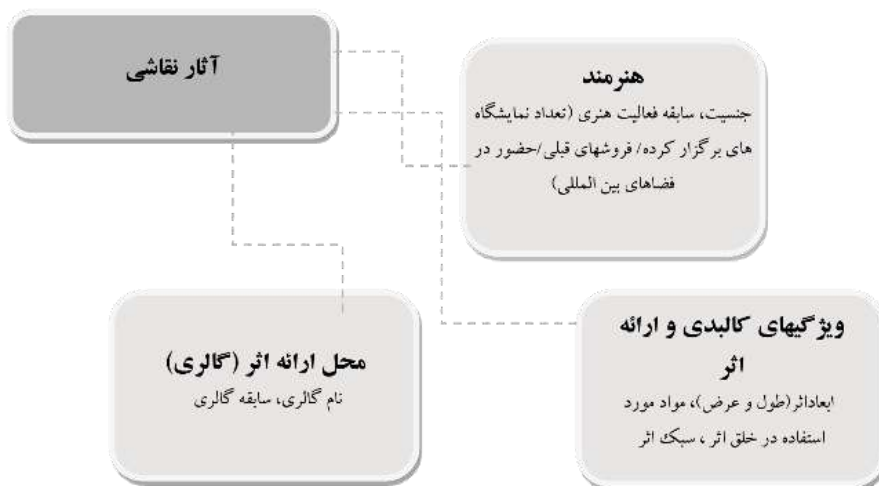 آثار نقاشی
هنرمند
جنسیت، سابقه فعالیت هنری (تعداد نمایشگاه
های برگزار کرده/ فروشهای قبلی/حضور در
فضاهای بین المللی)
ویژگیهای کالبدی و ارائه
اثر
ابعاداثر(طول و عرض)، مواد مورد
استفاده در خلق اثر ، سبک اثر
محل ارائه اثر (گالری)
نام گالری، سابقه گالری